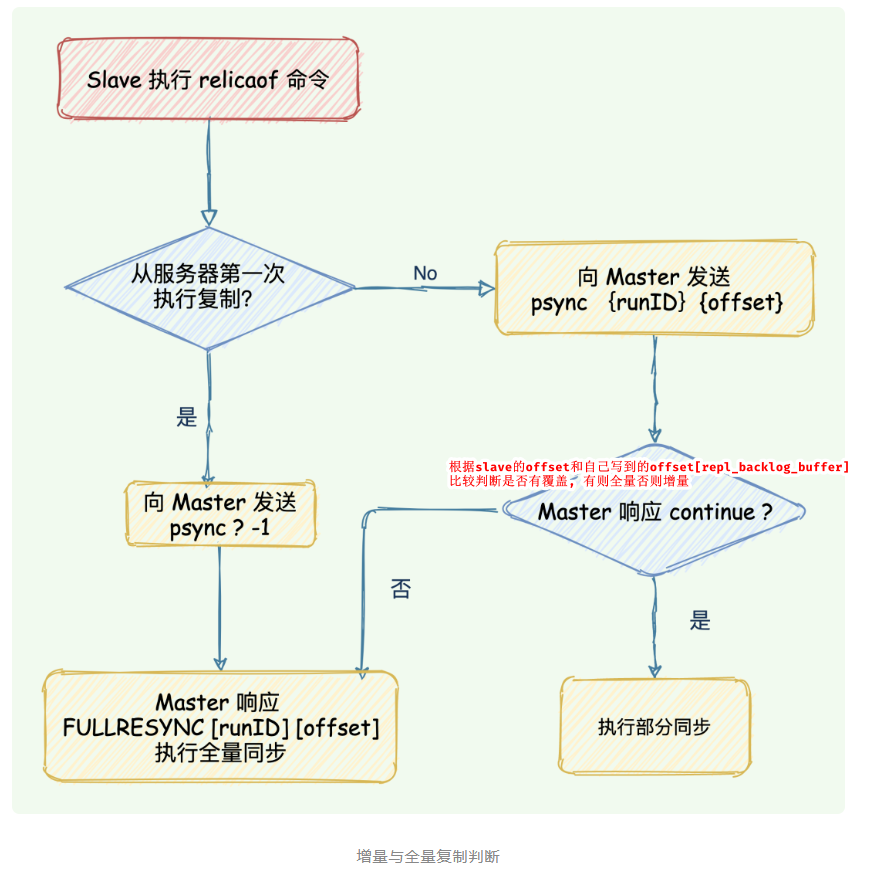 Slave 执行 relicaof 命令
从服务器第一次
执行复制?
No
向 Master 发送
psync {runID} {offset}
是
向 Master 发送
psync ? -1
根据slave的offset和自己写到的offset[repl_backlog_buffer]
比较判断是否有覆盖，有则全量否则增量
Master 响应 continue ?
否
是
Master 响应
FULLRESYNC [runID] [offset]
执行全量同步
执行部分同步
增量与全量复制判断